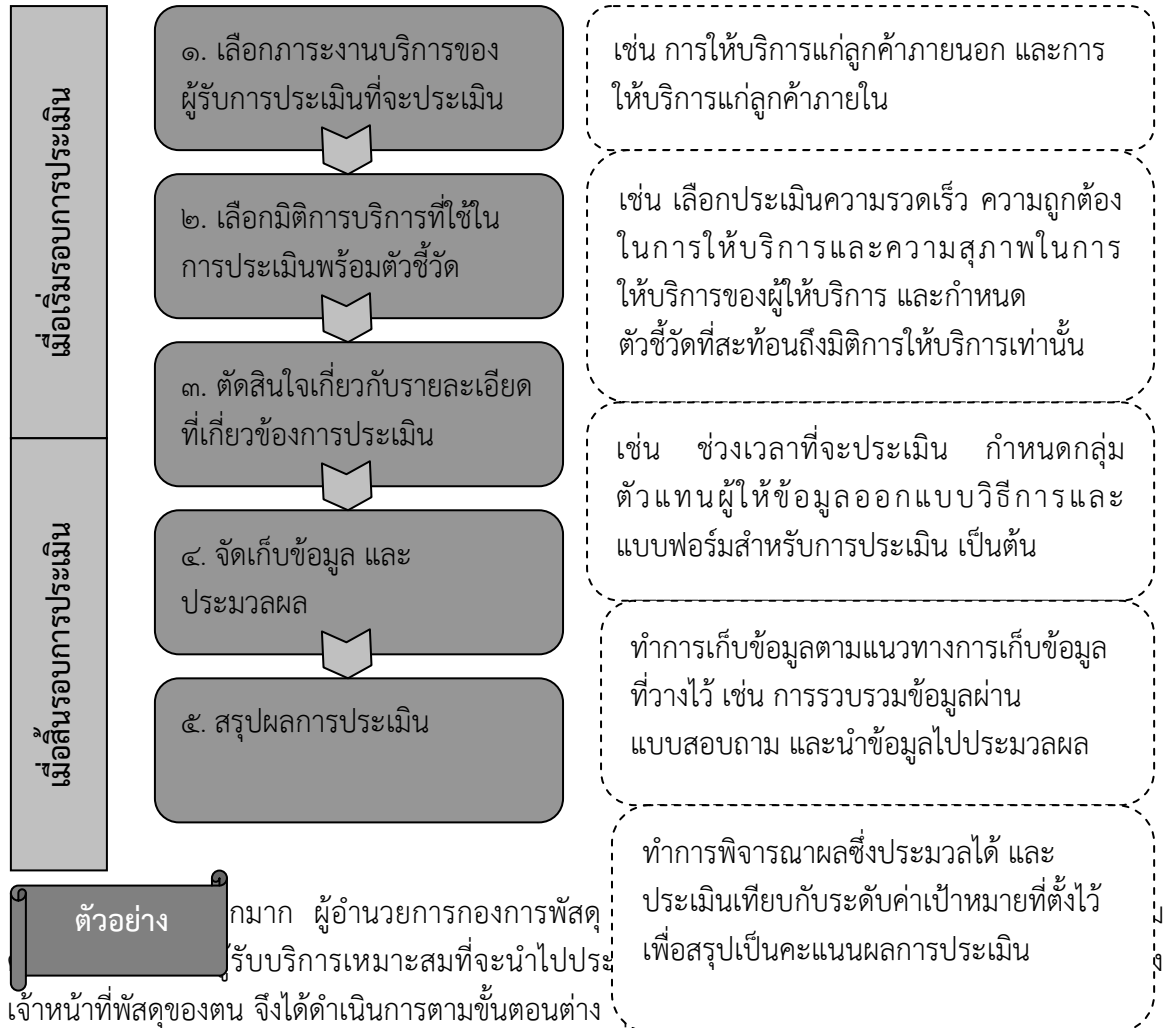 เมื่อเริ่มรอบการประเมิน
๑. เลือกภาระงานบริการของ
ผู้รับการประเมินที่จะประเมิน
เช่น การให้บริการแก่ลูกค้าภายนอก และการ
ให้บริการแก่ลูกค้าภายใน
๒. เลือกมิติการบริการที่ใช้ใน
การประเมินพร้อมตัวชี้วัด
เช่น เลือกประเมินความรวดเร็ว ความถูกต้อง
ในการให้บริการและความสุภาพในการ
ให้บริการของผู้ให้บริการ และกำหนด
ตัวชี้วัดที่สะท้อนถึงมิติการให้บริการเท่านั้น
๓. ตัดสินใจเกี่ยวกับรายละเอียด
ที่เกี่ยวข้องการประเมิน
เช่น ช่วงเวลาที่จะประเมิน กำหนดกลุ่ม
ตัวแทนผู้ให้ข้อมูลออกแบบวิธีการและ
แบบฟอร์มสำหรับการประเมิน เป็นต้น
เมื่อสิ้นรอบการประเมิน
๔. จัดเก็บข้อมูล และ
ประมวลผล
ทำการเก็บข้อมูลตามแนวทางการเก็บข้อมูล
ที่วางไว้ เช่น การรวบรวมข้อมูลผ่าน
แบบสอบถาม และนำข้อมูลไปประมวลผล
๕. สรุปผลการประเมิน
ทำการพิจารณาผลซึ่งประมวลได้ และ
ประเมินเทียบกับระดับค่าเป้าหมายที่ตั้งไว้
เพื่อสรุปเป็นคะแนนผลการประเมิน
ตัวอย่าง
กมาก ผู้อำนวยการกองการพัสดุ
รับบริการเหมาะสมที่จะนำไปประ
เจ้าหน้าที่พัสดุของตน จึงได้ดำเนินการตามขั้นตอนต่าง